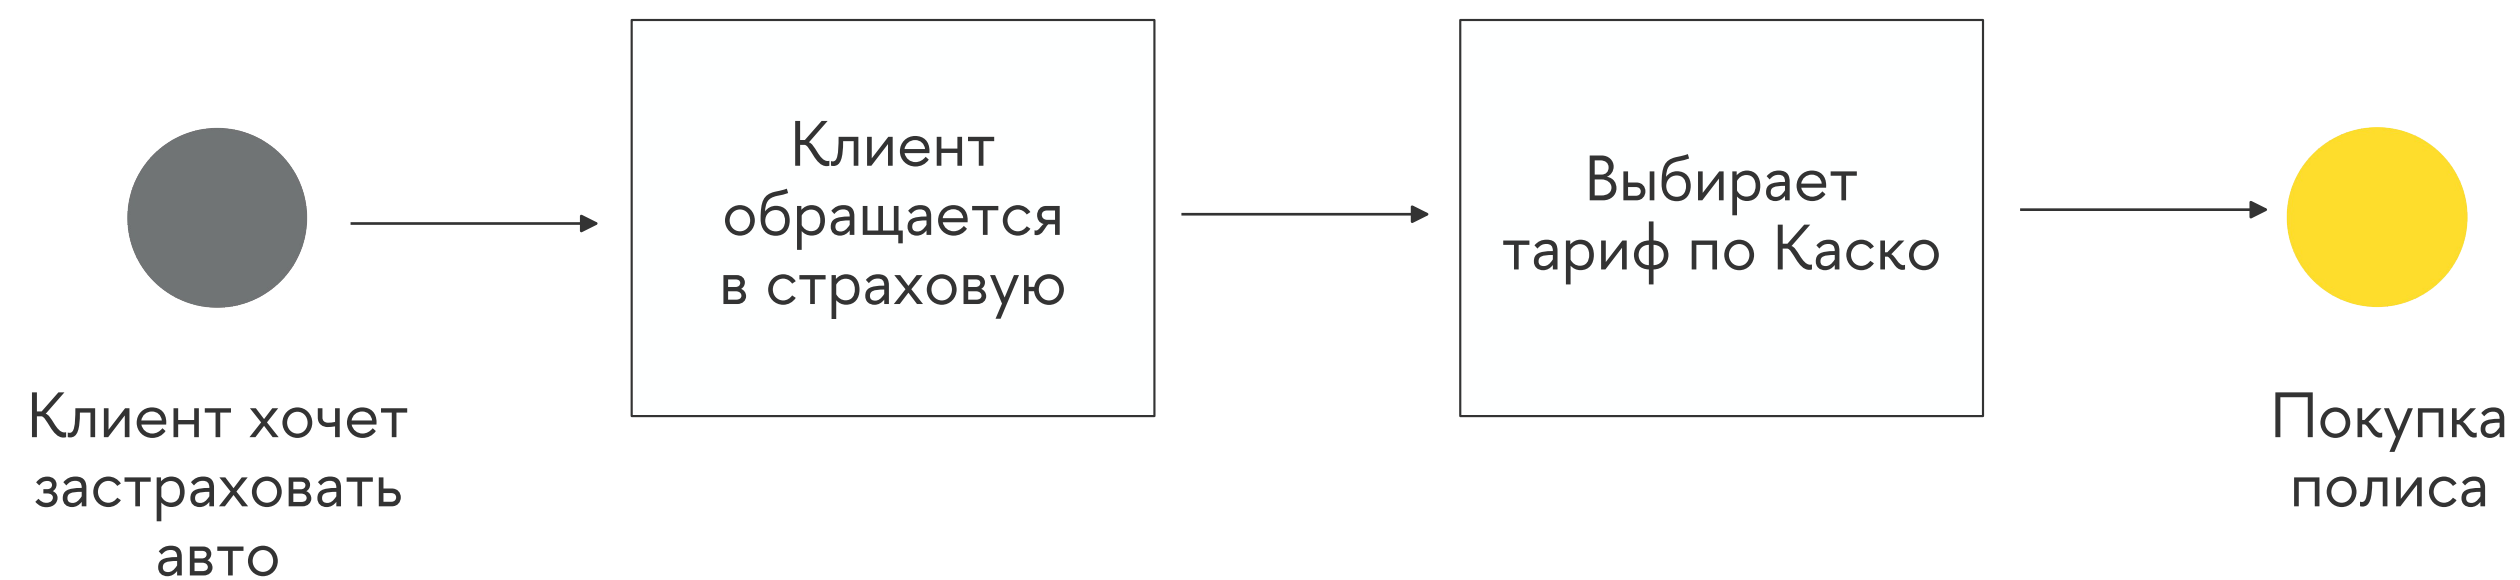 Клиент хочет
застраховать
авто
Клиент
обращается
в страховую
Выбирает
тариф по Каско
Покупка
полиса